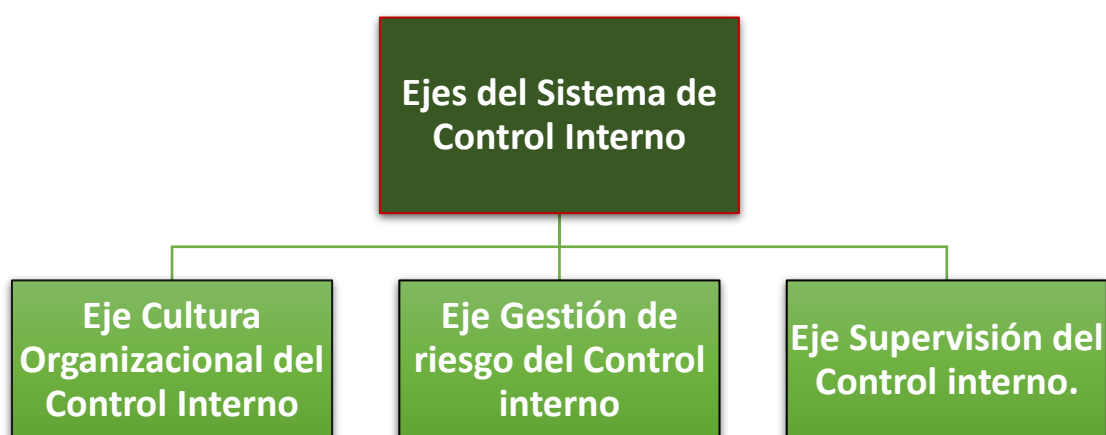 Ejes del Sistema de
Control Interno
Eje Cultura
Organizacional del
Control Interno
Eje Gestión de
riesgo del Control
interno
Eje Supervisión del
Control interno.